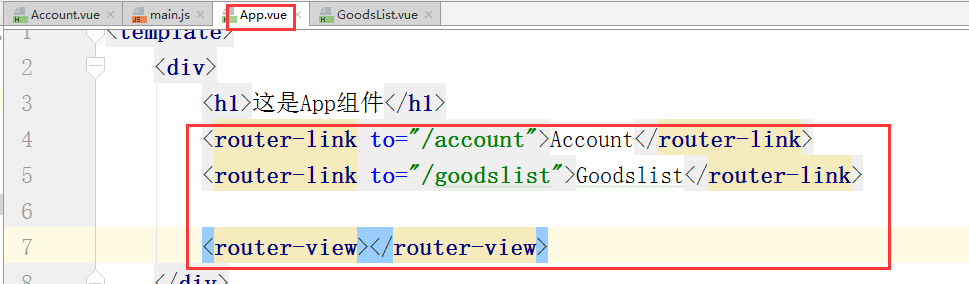 Account.vue × main.js × App.vue × GoodsList.vue ×
1 <template>
2 <div>
3 <h1>这是App组件</h1>
4 <router-link to="/account">Account</router-link>
5 <router-link to="/goodslist">Goodslist</router-link>
6
7 <router-view></router-view>
8 </div>